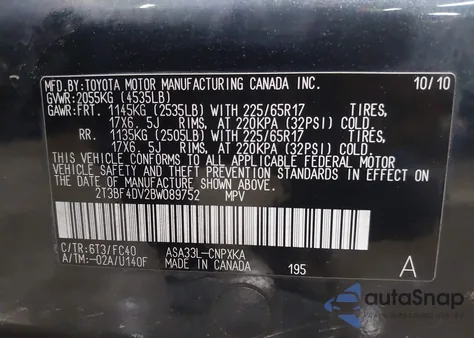 MFD.BY:TOYOTA MOTOR MANUFACTURING CANADA INC. 10/10
GVWR:2055KG (4535LB)
GAWR:FRT. 1145KG (2535LB) WITH 225/65R17 TIRES,
17X6.5J RIMS, AT 220KPA (32PSI) COLD
RR. 1135KG (2505LB) WITH 225/65R17 TIRES,
17X6.5J RIMS, AT 220KPA (32PSI) COLD.
THIS VEHICLE CONFORMS TO ALL APPLICABLE FEDERAL MOTOR
VEHICLE SAFETY AND THEFT PREVENTION STANDARDS IN
EFFECT ON THE DATE OF MANUFACTURE SHOWN ABOVE.
2T3BF4DV2BW089752 MPV
C/TR:6T3/FC40 ASA33L-CNPXKA
A/TM:-02A/U140F MADE IN CANADA 195 A
autoSnap
POWERED BY